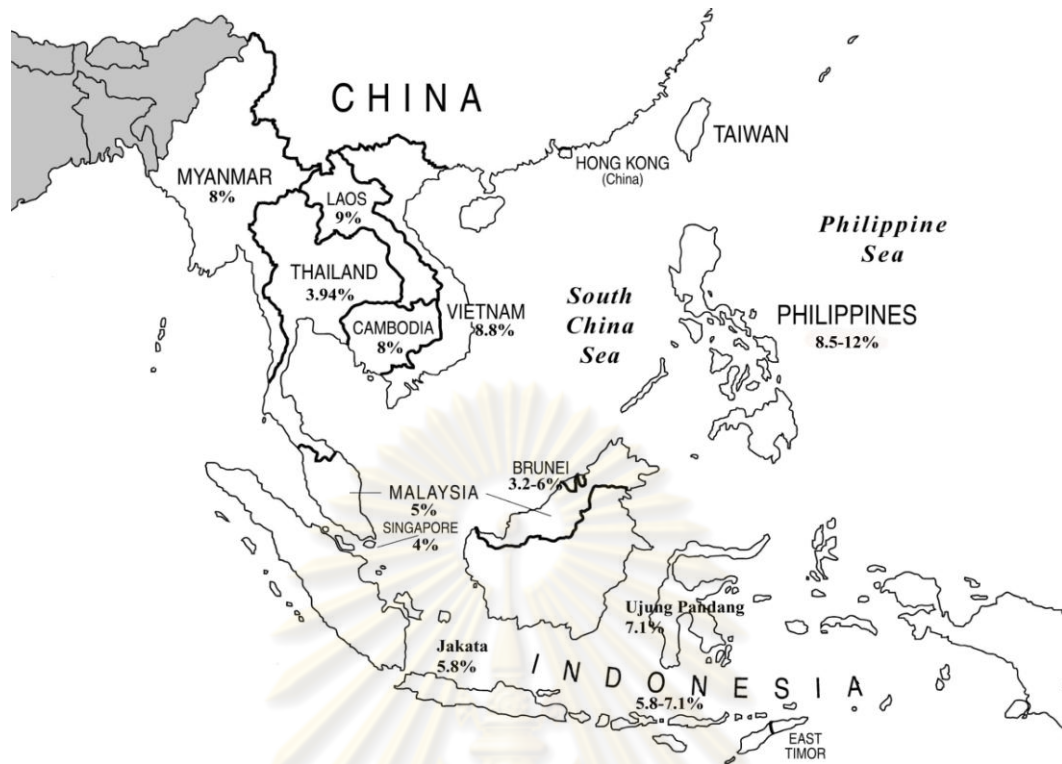 CHINA
TAIWAN
HONG KONG
(China)
MYANMAR
8%
LAOS
9%
Philippine
Sea
THAILAND
3.94%
South
China
Sea
VIETNAM
8.8%
PHILIPPINES
8.5-12%
CAMBODIA
8%
BRUNEI
3.2-6%
MALAYSIA
5%
SINGAPORE
4%
Ujung Pandang
7.1%
Jakata
5.8%
INDONESIA
5.8-7.1%
EAST
TIMOR